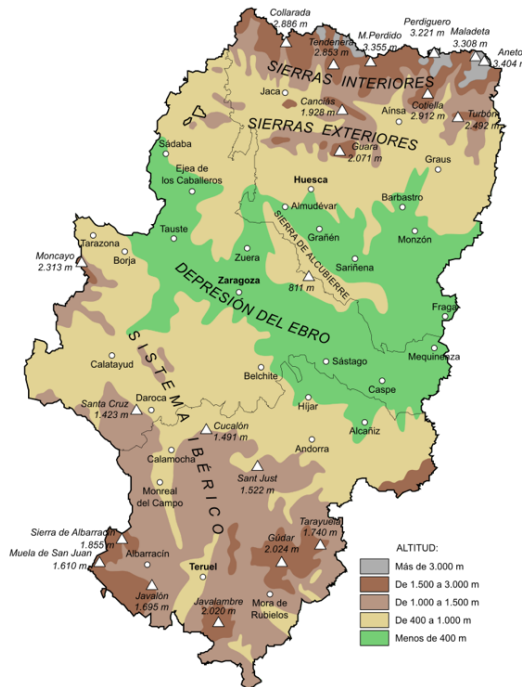 Collarada
2.886 m
Tendenera
2.853 m
M.Perdido
3.355 m
Perdiguero
3.221 m
Maladeta
3.308 m
Aneto
3.404 m
SIERRAS INTERIORES
Jaca
Canciás
1.928 m
Aínsa
Cotiella
2.912 m
Turbón
2.492 m
SIERRAS EXTERIORES
Guara
2.071 m
Sádaba
Graus
Ejea de
los Caballeros
Huesca
Almudévar
Barbastro
Tauste
Grañén
Monzón
Tarazona
Borja
Moncayo
2.313 m
Zuera
SIERRA DE ALCUBIERRE
Sariñena
811 m
Zaragoza
DEPRESIÓN DEL EBRO
Fraga
Mequinenza
SISTEMA IBÉRICO
Calatayud
Belchite
Sástago
Caspe
Santa Cruz
1.423 m
Daroca
Híjar
Cucalón
1.491 m
Alcañiz
Calamocha
Andorra
Sant Just
1.522 m
Monreal
del Campo
Sierra de Albarracín
1.855 m
Muela de San Juan
1.610 m
Albarracín
Tarayuela
1.740 m
Gúdar
2.024 m
Teruel
Javalón
1.695 m
Javalambre
2.020 m
Mora de
Rubielos
ALTITUD:
Más de 3.000 m
De 1.500 a 3.000 m
De 1.000 a 1.500 m
De 400 a 1.000 m
Menos de 400 m